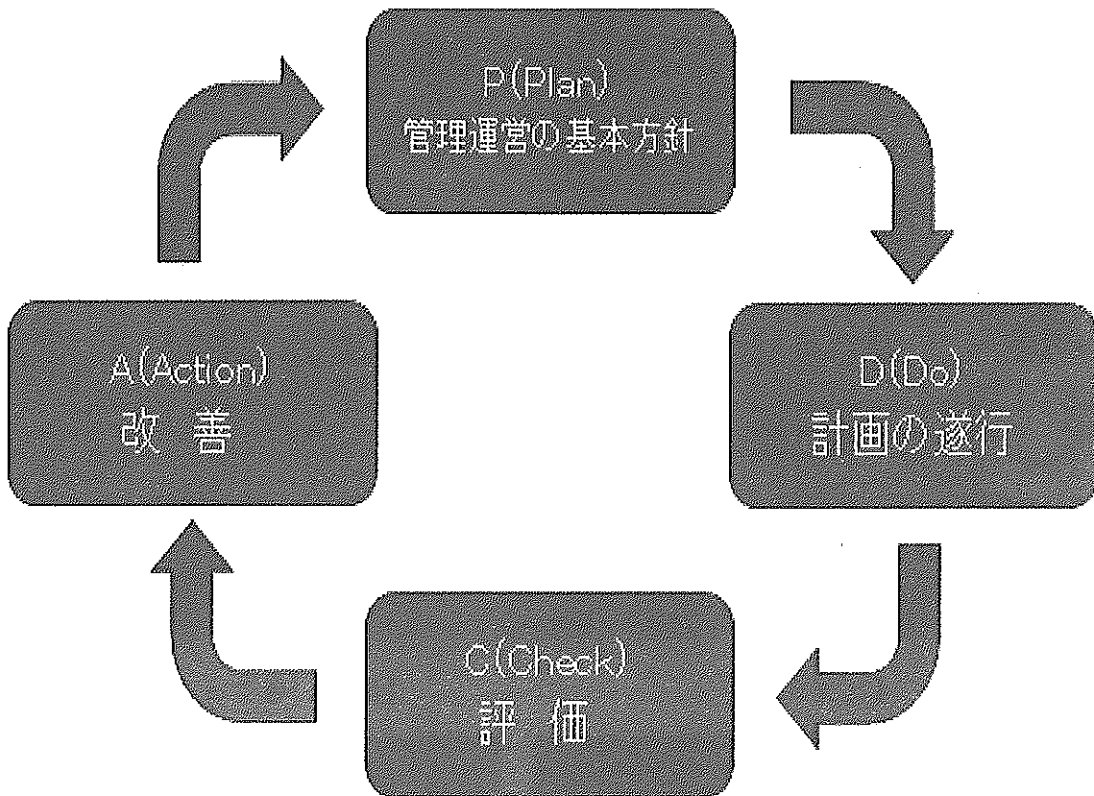 P(Plan)
管理運営の基本方針
D(Do)
計画の遂行
C(Check)
評 価
A(Action)
改 善